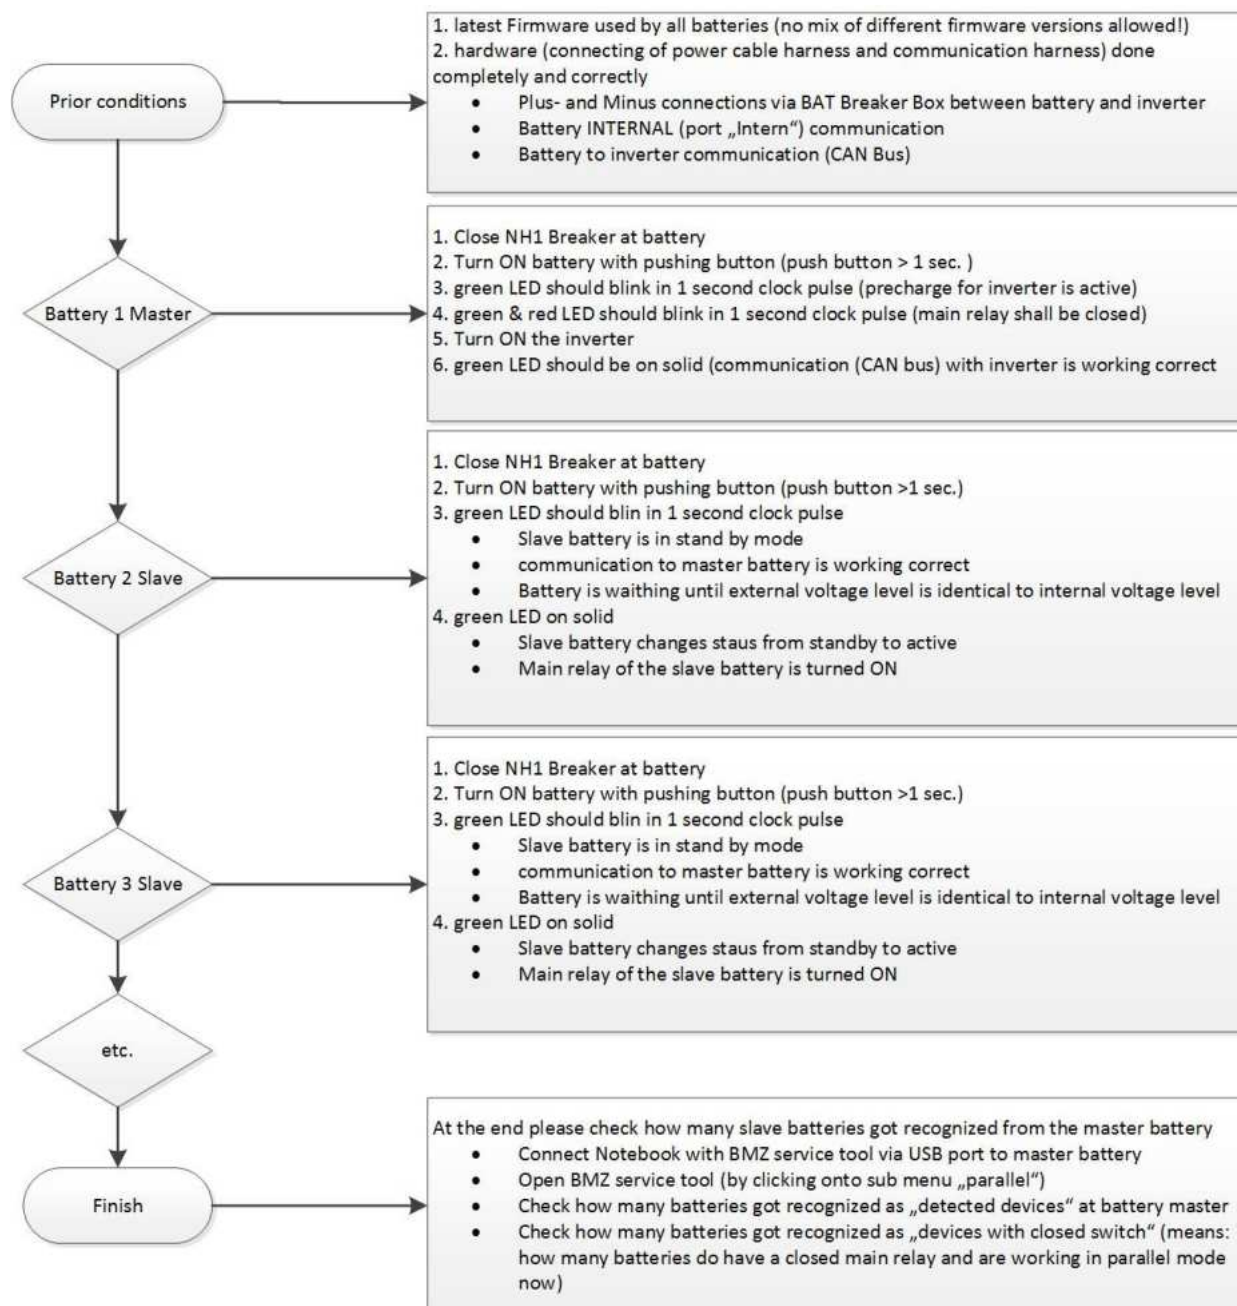 Prior conditions
1. latest Firmware used by all batteries (no mix of different firmware versions allowed!)
2. hardware (connecting of power cable harness and communication harness) done
completely and correctly
• Plus- and Minus connections via BAT Breaker Box between battery and inverter
• Battery INTERNAL (port „Intern“) communication
• Battery to inverter communication (CAN Bus)
Battery 1 Master
1. Close NH1 Breaker at battery
2. Turn ON battery with pushing button (push button > 1 sec. )
3. green LED should blink in 1 second clock pulse (precharge for inverter is active)
4. green & red LED should blink in 1 second clock pulse (main relay shall be closed)
5. Turn ON the inverter
6. green LED should be on solid (communication (CAN bus) with inverter is working correct
Battery 2 Slave
1. Close NH1 Breaker at battery
2. Turn ON battery with pushing button (push button >1 sec.)
3. green LED should blin in 1 second clock pulse
• Slave battery is in stand by mode
• communication to master battery is working correct
• Battery is waithing until external voltage level is identical to internal voltage level
4. green LED on solid
• Slave battery changes staus from standby to active
• Main relay of the slave battery is turned ON
Battery 3 Slave
1. Close NH1 Breaker at battery
2. Turn ON battery with pushing button (push button >1 sec.)
3. green LED should blin in 1 second clock pulse
• Slave battery is in stand by mode
• communication to master battery is working correct
• Battery is waithing until external voltage level is identical to internal voltage level
4. green LED on solid
• Slave battery changes staus from standby to active
• Main relay of the slave battery is turned ON
etc.
Finish
At the end please check how many slave batteries got recognized from the master battery
• Connect Notebook with BMZ service tool via USB port to master battery
• Open BMZ service tool (by clicking onto sub menu „parallel“)
• Check how many batteries got recognized as „detected devices“ at battery master
• Check how many batteries got recognized as „devices with closed switch“ (means:
how many batteries do have a closed main relay and are working in parallel mode
now)